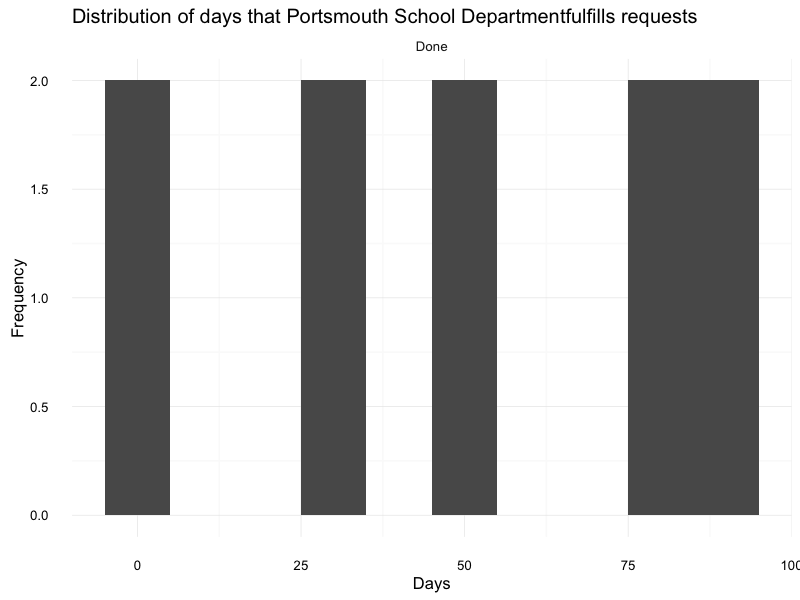 Distribution of days that Portsmouth School Departmentfulfills requests
Done
2.0
1.5
1.0
0.5
0.0
Frequency
0 25 50 75 100
Days